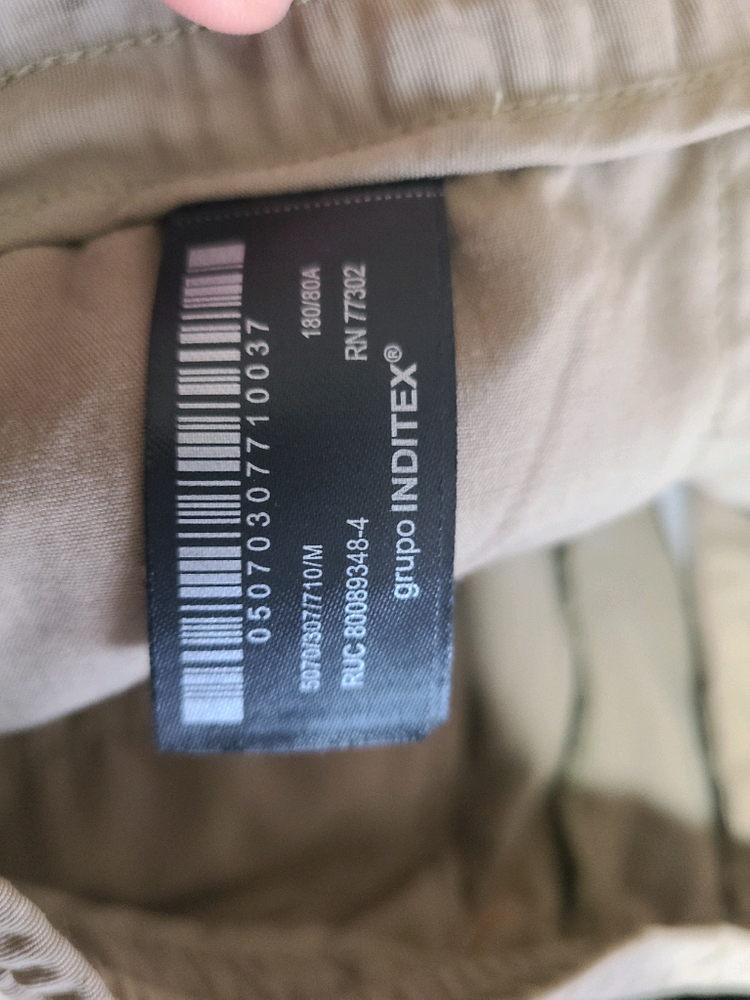 05070307710037
5070/307/710/M 180/80A
RUC 80089348-4 RN 77302
grupo INDITEX®